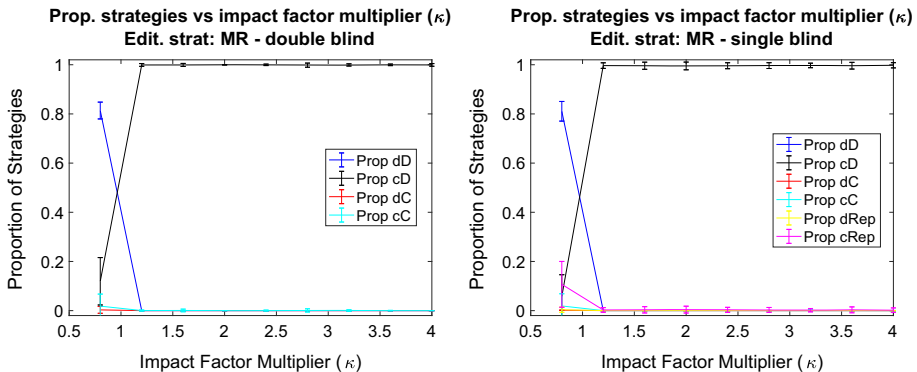 Prop. strategies vs impact factor multiplier (κ)
Edit. strat: MR - double blind
Proportion of Strategies
1
0.8
0.6
0.4
0.2
0
Prop dD
Prop cD
Prop dC
Prop cC
0.5 1 1.5 2 2.5 3 3.5 4
Impact Factor Multiplier (κ)
Prop. strategies vs impact factor multiplier (κ)
Edit. strat: MR - single blind
Proportion of Strategies
1
0.8
0.6
0.4
0.2
0
Prop dD
Prop cD
Prop dC
Prop cC
Prop dRep
Prop cRep
0.5 1 1.5 2 2.5 3 3.5 4
Impact Factor Multiplier (κ)